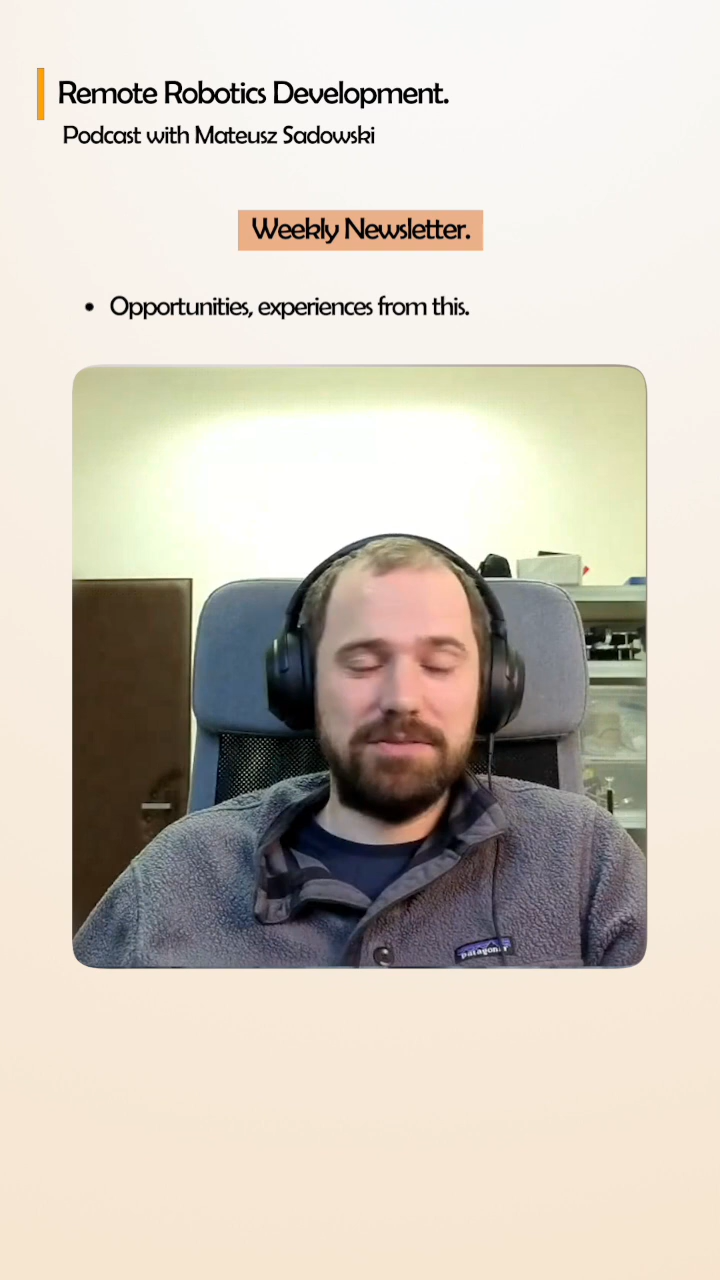 Remote Robotics Development.
Podcast with Mateusz Sadowski
Weekly Newsletter.
• Opportunities, experiences from this.
patagonia